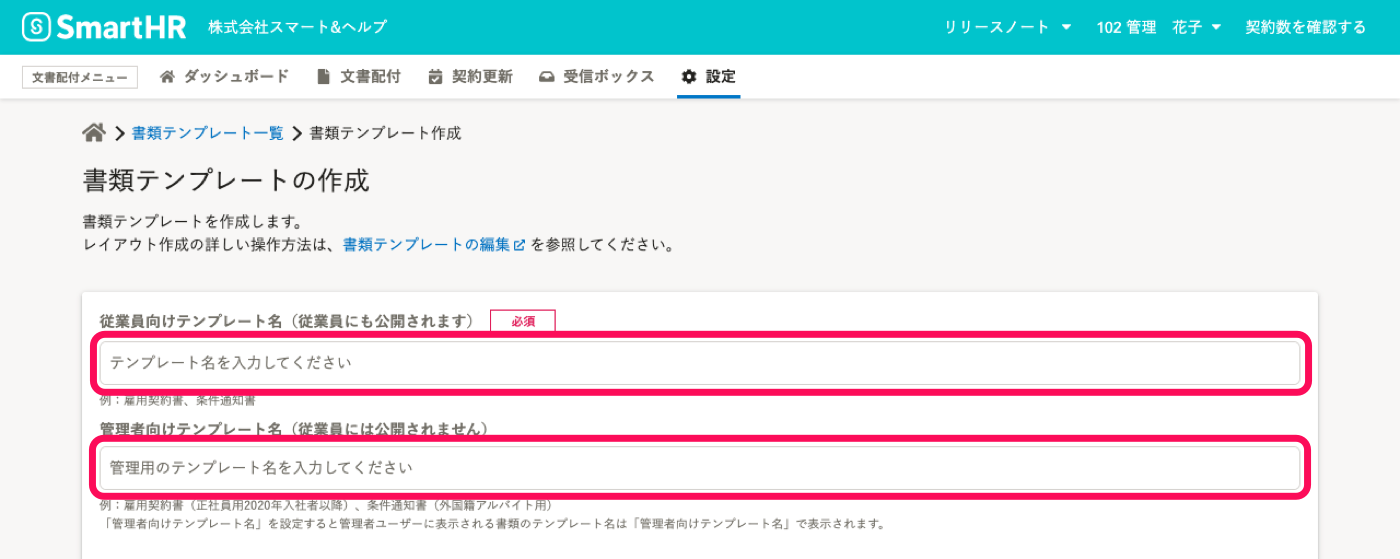 SmartHR 株式会社スマート&ヘルプ リリースノート 102 管理 花子 契約数を確認する
文書配付メニュー ダッシュボード 文書配付 契約更新 受信ボックス 設定
書類テンプレート一覧 書類テンプレート作成
書類テンプレートの作成
書類テンプレートを作成します。
レイアウト作成の詳しい操作方法は、書類テンプレートの編集 を参照してください。
従業員向けテンプレート名（従業員にも公開されます） 必須
テンプレート名を入力してください
例：雇用契約書、条件通知書
管理者向けテンプレート名（従業員には公開されません）
管理用のテンプレート名を入力してください
例：雇用契約書（正社員用2020年入社者以降）、条件通知書（外国籍アルバイト用）
「管理者向けテンプレート名」を設定すると管理者ユーザーに表示される書類のテンプレート名は「管理者向けテンプレート名」で表示されます。